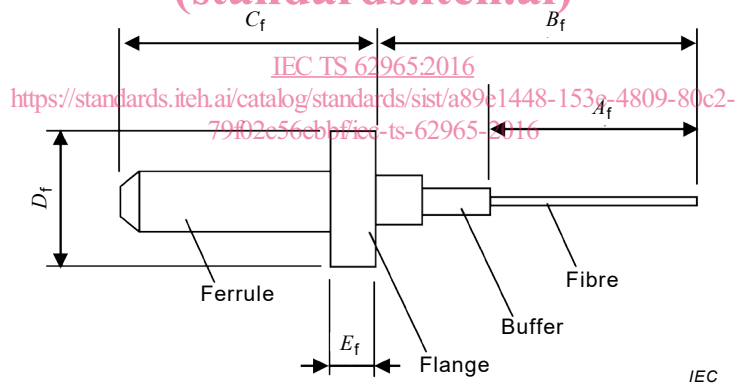 (standards.iteh.ai)
Cf
Bf
IEC TS 62965:2016
https://standards.iteh.ai/catalog/standards/sist/a89e1448-153e-4809-80c2-
79f02c56ebbf/iec-ts-62965-2016
Af
Df
Ferrule
Fibre
Buffer
Ef
Flange
IEC